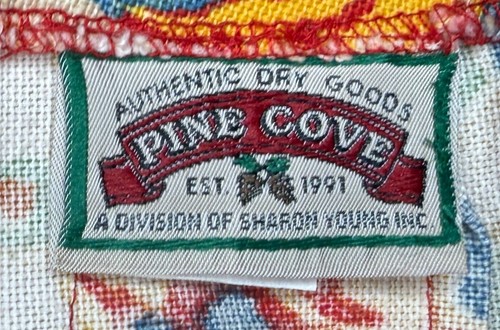 AUTHENTIC DRY GOODS
PINE COVE
EST. 1991
A DIVISION OF SHARON YOUNG INC